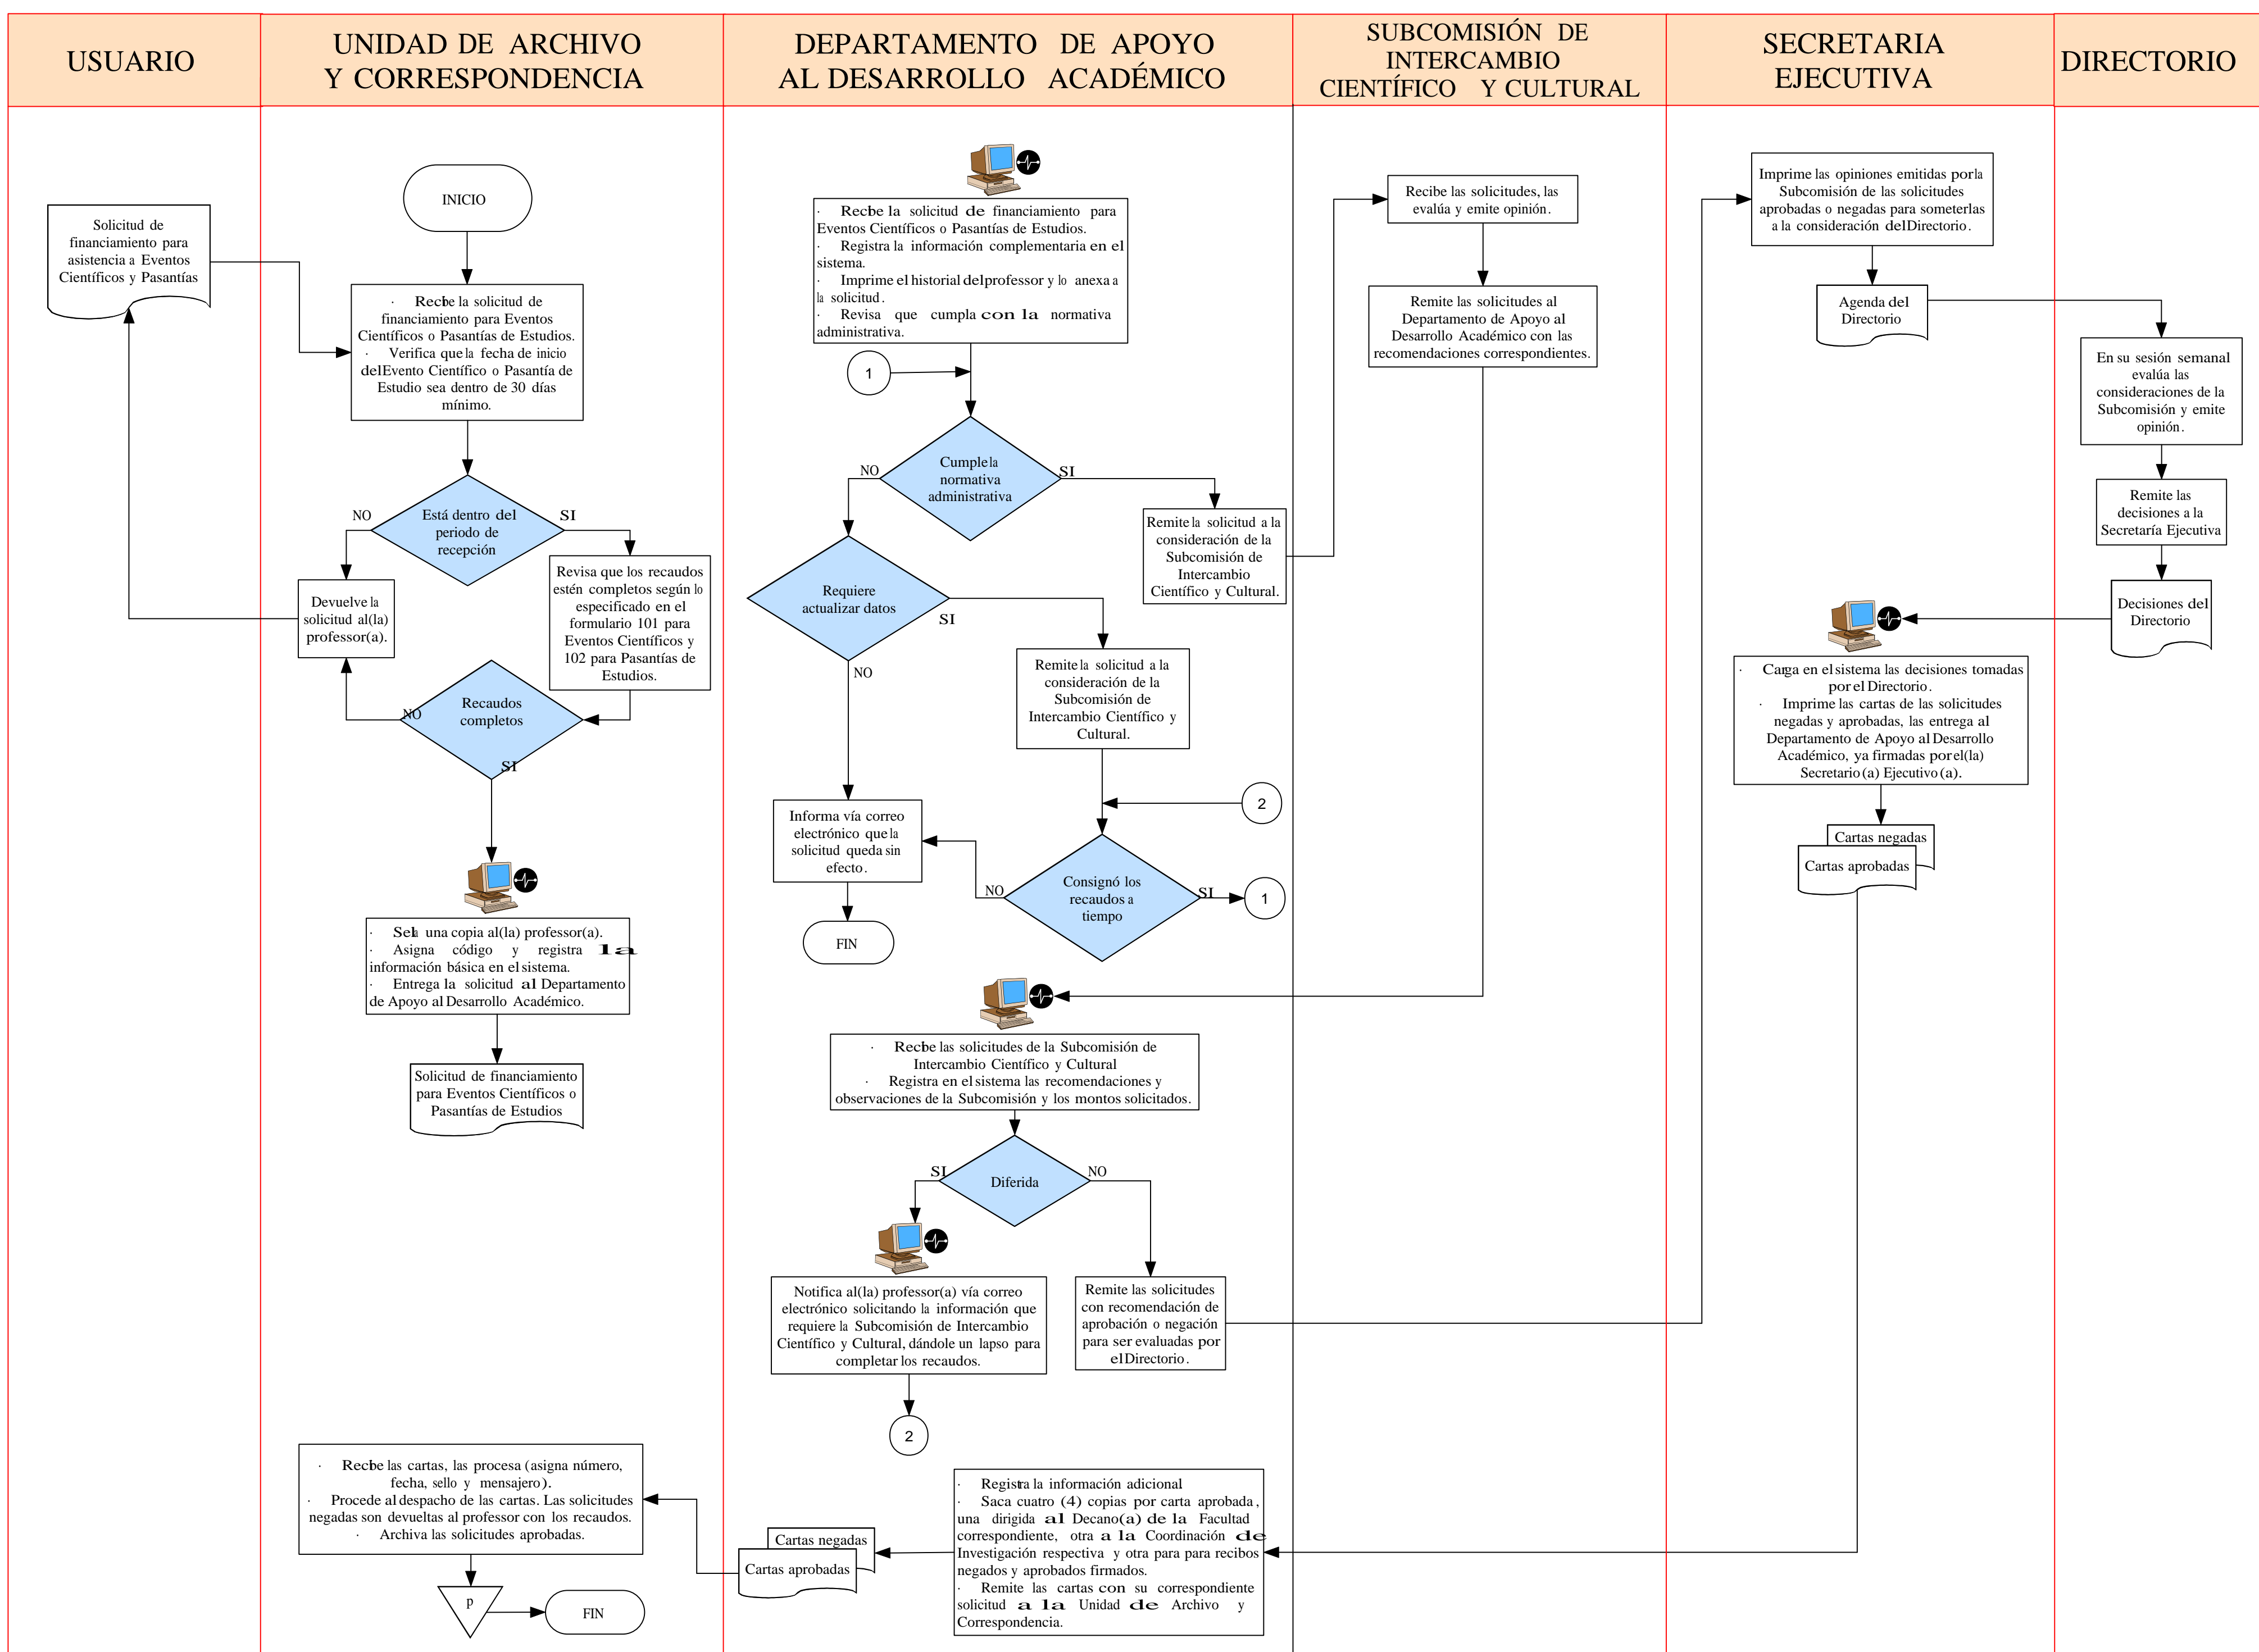 USUARIO
UNIDAD DE ARCHIVO
Y CORRESPONDENCIA
DEPARTAMENTO DE APOYO
AL DESARROLLO ACADÉMICO
SUBCOMISIÓN DE
INTERCAMBIO
CIENTÍFICO Y CULTURAL
SECRETARIA
EJECUTIVA
DIRECTORIO
Solicitud de
financiamiento para
asistencia a Eventos
Científicos y Pasantías
INICIO
· Recibe la solicitud de
financiamiento para Eventos
Científicos o Pasantías de Estudios.
· Verifica que la fecha de inicio
del Evento Científico o Pasantía de
Estudio sea dentro de 30 días
mínimo.
Está dentro del
periodo de
recepción
NO
SI
Devuelve la
solicitud al(la)
professor(a).
Revisa que los recaudos
estén completos según lo
especificado en el
formulario 101 para
Eventos Científicos y
102 para Pasantías de
Estudios.
Recaudos
completos
NO
SI
· Sella una copia al(la) professor(a).
· Asigna código y registra la
información básica en el sistema.
· Entrega la solicitud al Departamento
de Apoyo al Desarrollo Académico.
Solicitud de financiamiento
para Eventos Científicos o
Pasantías de Estudios
· Recibe las cartas, las procesa (asigna número,
fecha, sello y mensajero).
· Procede al despacho de las cartas. Las solicitudes
negadas son devueltas al professor con los recaudos.
· Archiva las solicitudes aprobadas.
p
FIN
· Recibe la solicitud de financiamiento para
Eventos Científicos o Pasantías de Estudios.
· Registra la información complementaria en el
sistema.
· Imprime el historial del professor y lo anexa a
la solicitud.
· Revisa que cumpla con la normativa
administrativa.
1
Cumple la
normativa
administrativa
NO
SI
Remite la solicitud a la
consideración de la
Subcomisión de
Intercambio
Científico y Cultural.
Requiere
actualizar datos
SI
NO
Remite la solicitud a la
consideración de la
Subcomisión de
Intercambio Científico y
Cultural.
2
Informa vía correo
electrónico que la
solicitud queda sin
efecto.
FIN
Consignó los
recaudos a
tiempo
NO
SI
1
· Recibe las solicitudes de la Subcomisión de
Intercambio Científico y Cultural
· Registra en el sistema las recomendaciones y
observaciones de la Subcomisión y los montos solicitados.
Diferida
SI
NO
Notifica al(la) professor(a) vía correo
electrónico solicitando la información que
requiere la Subcomisión de Intercambio
Científico y Cultural, dándole un lapso para
completar los recaudos.
2
Remite las solicitudes
con recomendación de
aprobación o negación
para ser evaluadas por
el Directorio.
· Registra la información adicional.
· Saca cuatro (4) copias por carta aprobada,
una dirigida al Decano(a) de la Facultad
correspondiente, otra a la Coordinación de
Investigación respectiva y otra para para recibos
negados y aprobados firmados.
· Remite las cartas con su correspondiente
solicitud a la Unidad de Archivo y
Correspondencia.
Cartas negadas
Cartas aprobadas
Recibe las solicitudes, las
evalúa y emite opinión.
Remite las solicitudes al
Departamento de Apoyo al
Desarrollo Académico con las
recomendaciones correspondientes.
Imprime las opiniones emitidas por la
Subcomisión de las solicitudes
aprobadas o negadas para someterlas
a la consideración del Directorio.
Agenda del
Directorio
· Carga en el sistema las decisiones tomadas
por el Directorio.
· Imprime las cartas de las solicitudes
negadas y aprobadas, las entrega al
Departamento de Apoyo al Desarrollo
Académico, ya firmadas por el(la)
Secretario(a) Ejecutivo(a).
Cartas negadas
Cartas aprobadas
En su sesión semanal
evalúa las
consideraciones de la
Subcomisión y emite
opinión.
Remite las
decisiones a la
Secretaría Ejecutiva
Decisiones del
Directorio